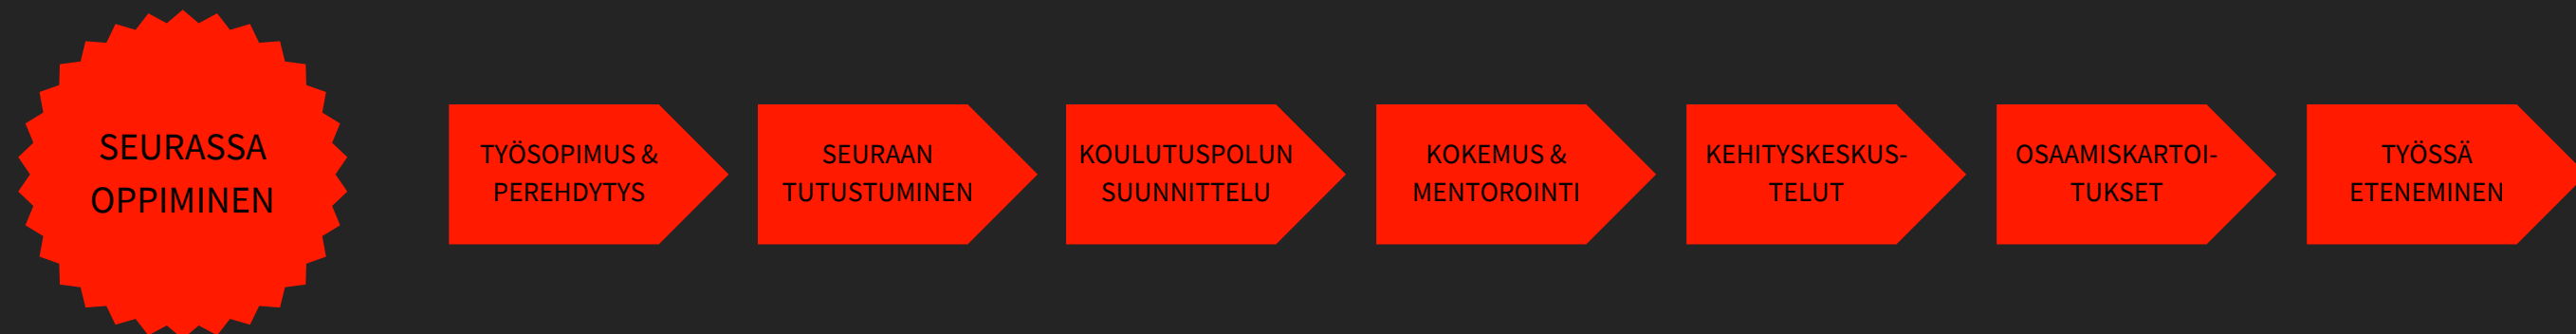 SEURASSA
OPPIMINEN
TYÖSOPIMUS &
PEREHDYTYS
SEURAAN
TUTUSTUMINEN
KOULUTUSPOLUN
SUUNNITTELU
KOKEMUS &
MENTOROINTI
KEHITYSKESKUS-
TELUT
OSAAMISKARTOI-
TUKSET
TYÖSSÄ
ETENEMINEN